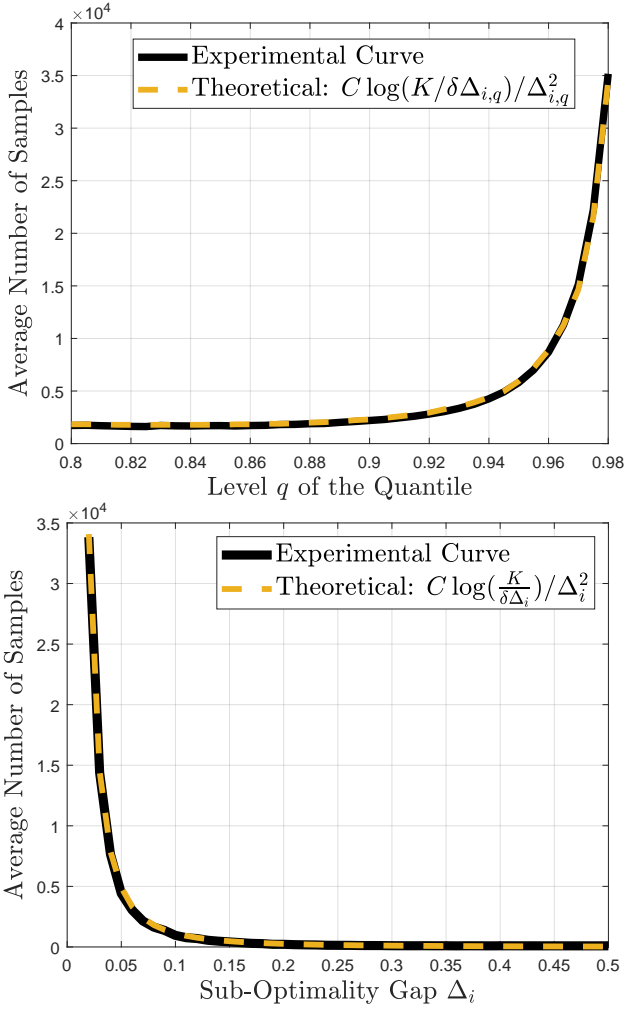 ×10⁴
4
3.5
3
2.5
2
1.5
1
0.5
0
Average Number of Samples
Experimental Curve
Theoretical: C log(K/δΔ_{i,q})/Δ²_{i,q}
0.8 0.82 0.84 0.86 0.88 0.9 0.92 0.94 0.96 0.98
Level q of the Quantile
×10⁴
3.5
3
2.5
2
1.5
1
0.5
0
Average Number of Samples
Experimental Curve
Theoretical: C log(K/δΔ_i)/Δ_i²
0 0.05 0.1 0.15 0.2 0.25 0.3 0.35 0.4 0.45 0.5
Sub-Optimality Gap Δ_i